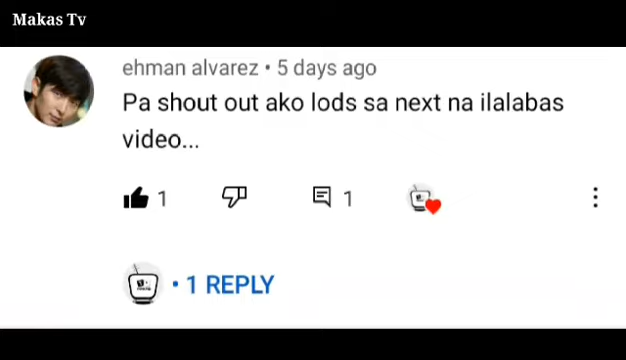 Makas Tv
ehman alvarez • 5 days ago
Pa shout out ako lods sa next na ilalabas
video...
1
1
• 1 REPLY